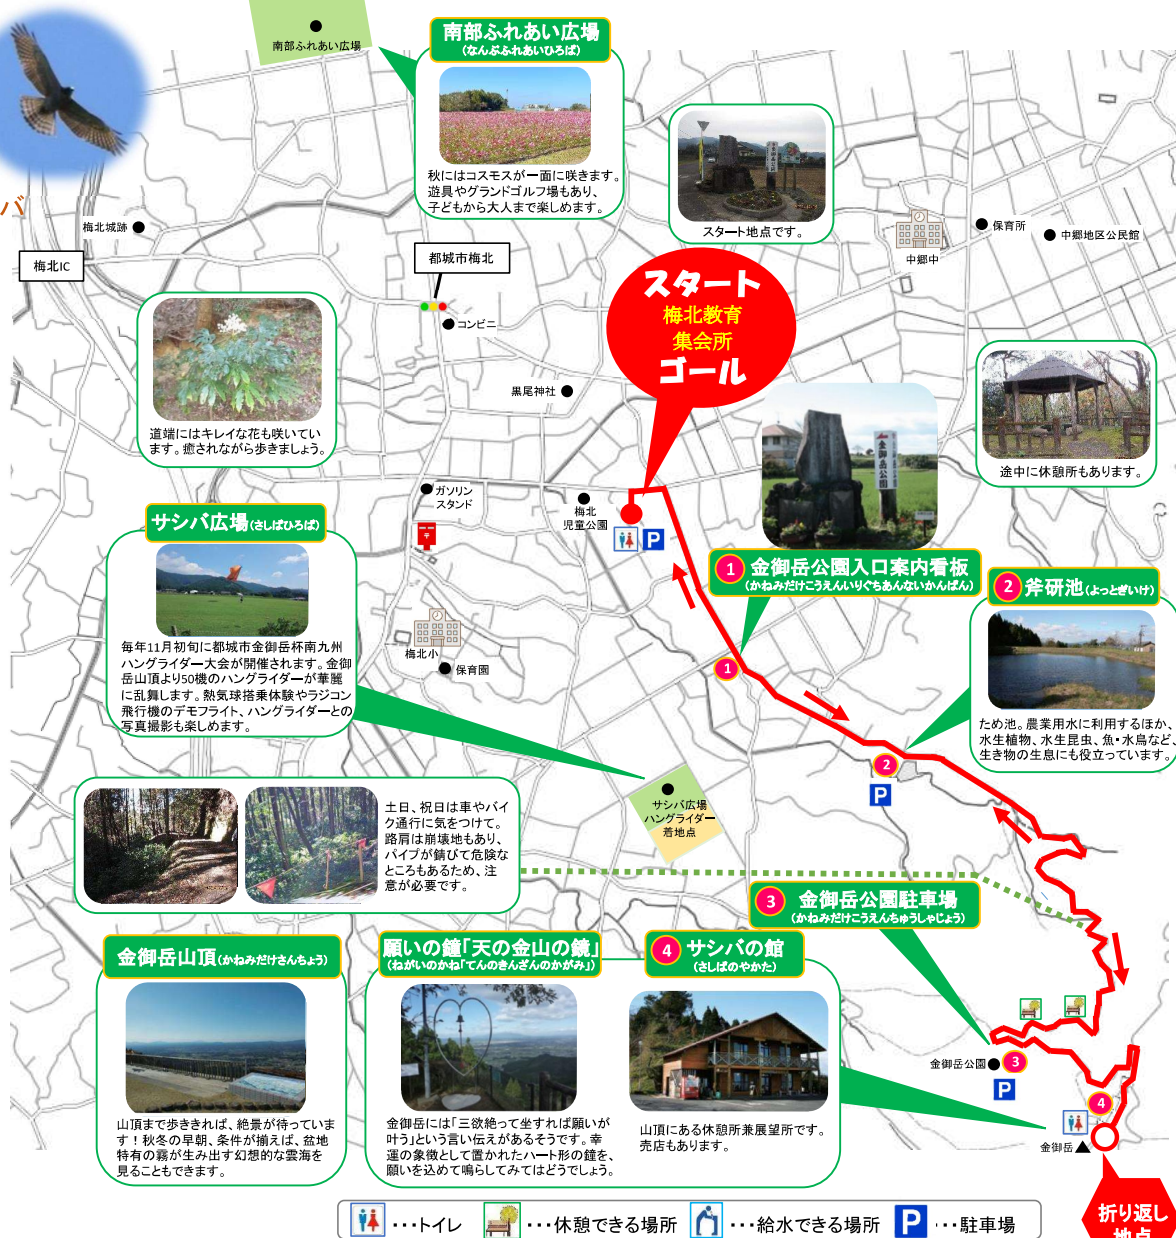 南部ふれあい広場
南部ふれあい広場
(なんぶふれあいひろば)
秋にはコスモスが一面に咲きます。
遊具やグランドゴルフ場もあり、
子どもから大人まで楽しめます。
スタート地点です。
バ
梅北城跡
梅北IC
都城市梅北
コンビニ
保育所
中郷地区公民館
中郷中
スタート
梅北教育
集会所
ゴール
黒尾神社
道端にはキレイな花も咲いてい
ます。癒されながら歩きましょう。
金御岳公園
途中に休憩所もあります。
ガソリン
スタンド
梅北
児童公園
P
サシバ広場(さしばひろば)
毎年11月初旬に都城市金御岳杯南九州
ハングライダー大会が開催されます。金御
岳山頂より50機のハングライダーが華麗
に乱舞します。熱気球搭乗体験やラジコン
飛行機のデモフライト、ハングライダーとの
写真撮影も楽しめます。
〒
梅北小
保育園
1 金御岳公園入口案内看板
(かねみだけこうえんいりぐちあんないかんばん)
1
2 斧研池(よっとぎいけ)
ため池。農業用水に利用するほか、
水生植物、水生昆虫、魚・水鳥など、
生き物の生息にも役立っています。
2
P
サシバ広場
ハングライダー
着地点
土日、祝日は車やバイ
ク通行に気をつけて。
路肩は崩壊地もあり、
パイプが錆びて危険な
ところもあるため、注
意が必要です。
3 金御岳公園駐車場
(かねみだけこうえんちゅうしゃじょう)
金御岳山頂(かねみだけさんちょう)
山頂まで歩ききれば、絶景が待っていま
す！秋冬の早朝、条件が揃えば、盆地
特有の霧が生み出す幻想的な雲海を
見ることもできます。
願いの鐘「天の金山の鏡」
(ねがいのかね「てんのきんざんのかがみ」)
金御岳には「三欲絶って坐すれば願いが
叶う」という言い伝えがあるそうです。幸
運の象徴として置かれたハート形の鐘を、
願いを込めて鳴らしてみてはどうでしょう。
4 サシバの館
(さしばのやかた)
山頂にある休憩所兼展望所です。
売店もあります。
金御岳公園
3
P
4
金御岳
折り返し
地点
・・・トイレ
・・・休憩できる場所
・・・給水できる場所
P ・・・駐車場